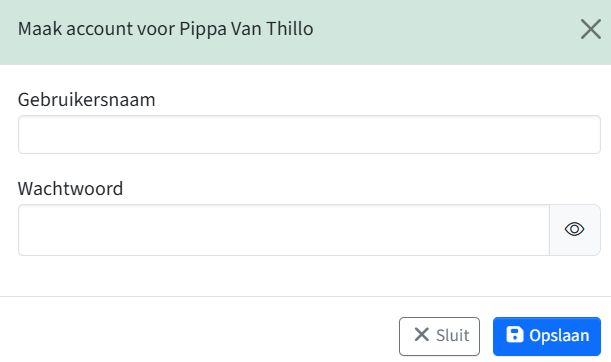 Maak account voor Pippa Van Thillo
Gebruikersnaam
Wachtwoord
Sluit
Opslaan